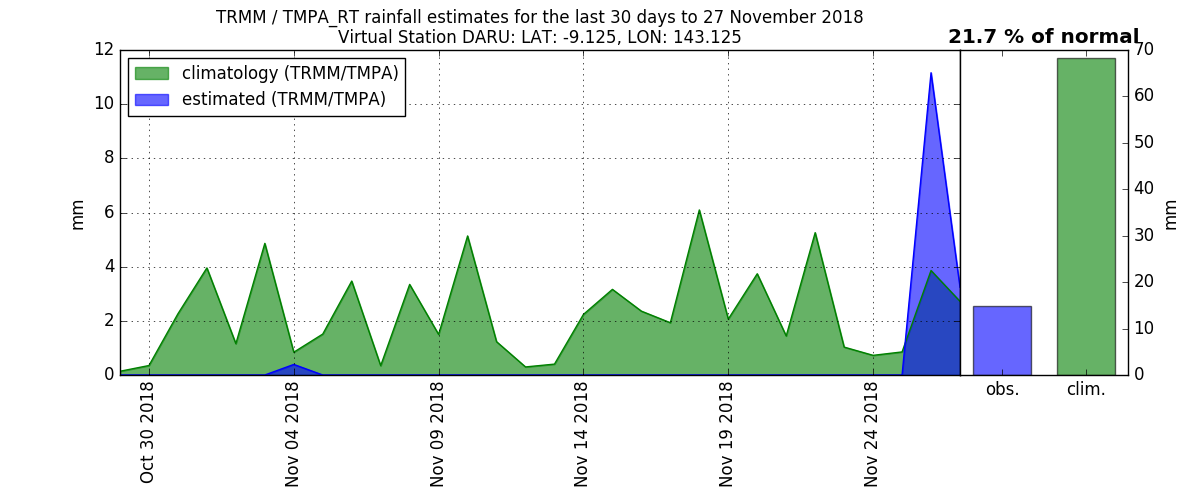 TRMM / TMPA_RT rainfall estimates for the last 30 days to 27 November 2018
Virtual Station DARU: LAT: -9.125, LON: 143.125
21.7 % of normal
climatology (TRMM/TMPA)
estimated (TRMM/TMPA)
12
10
8
6
4
2
0
mm
Oct 30 2018
Nov 04 2018
Nov 09 2018
Nov 14 2018
Nov 19 2018
Nov 24 2018
70
60
50
40
30
20
10
0
mm
obs.
clim.